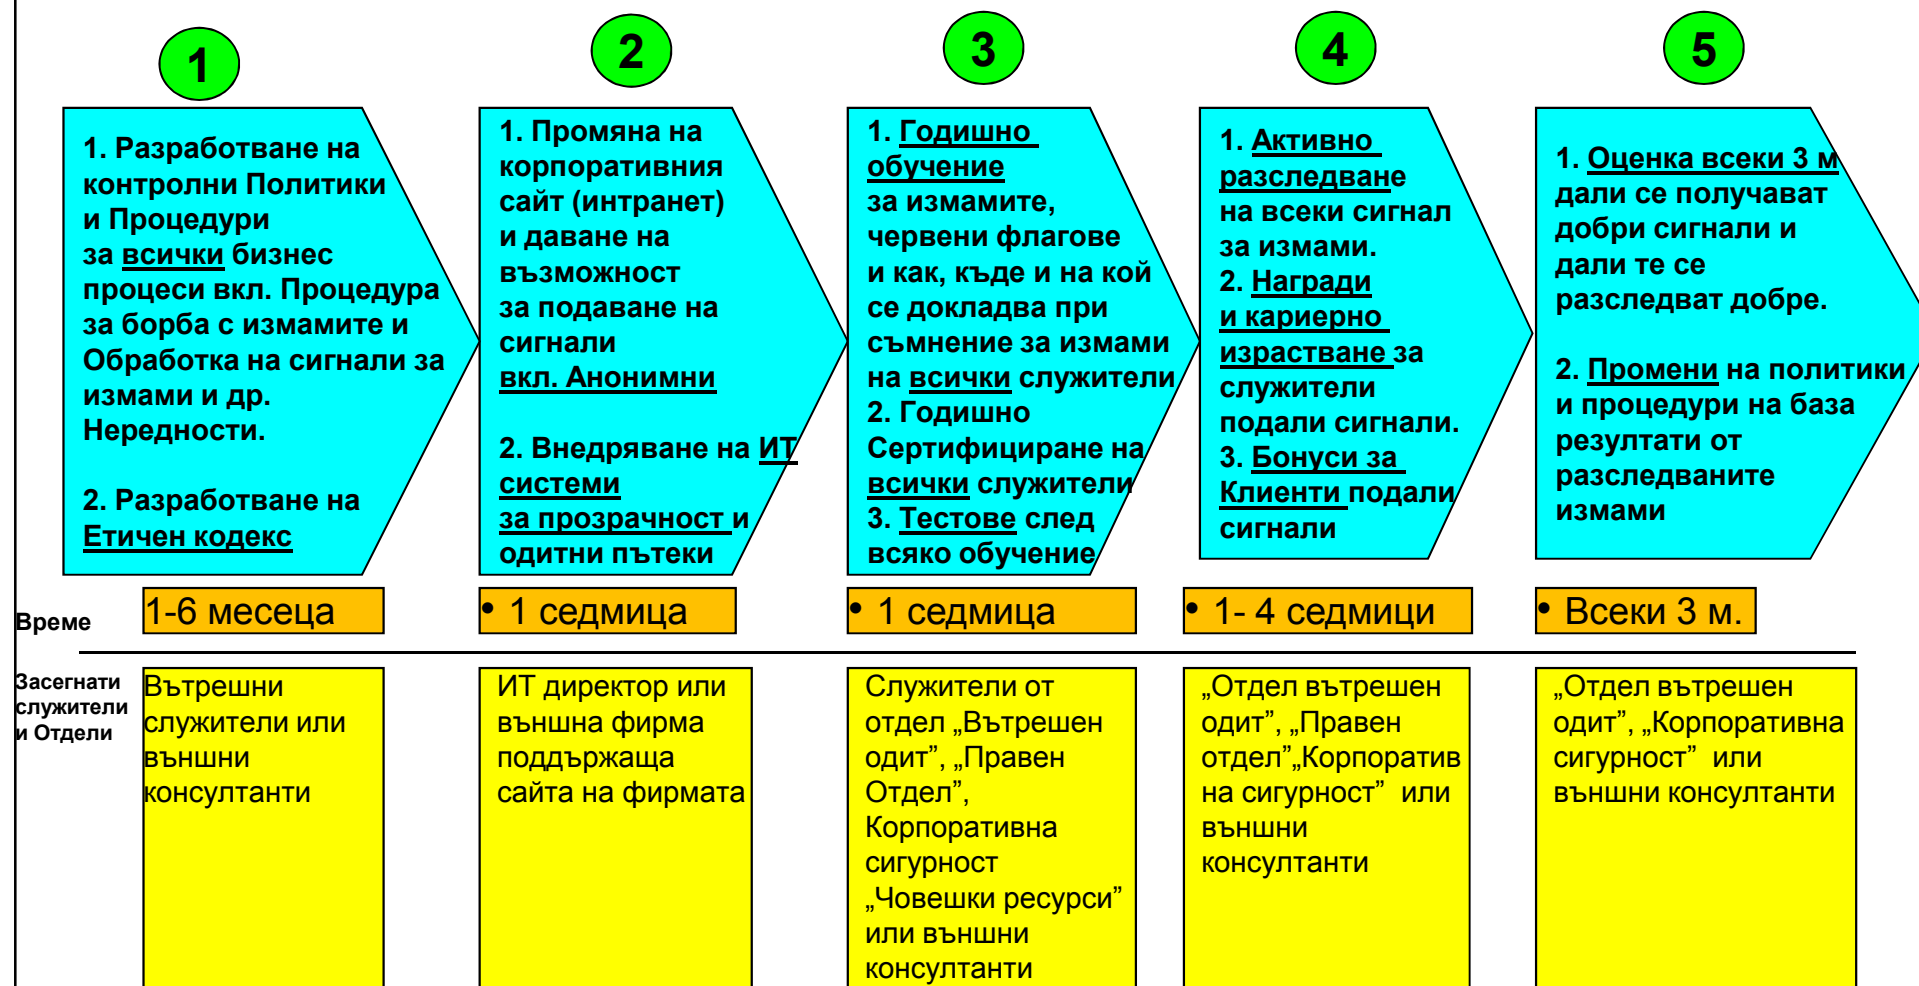 1
1. Разработване на
контролни Политики
и Процедури
за всички бизнес
процеси вкл. Процедура
за борба с измамите и
Обработка на сигнали за
измами и др.
Нередности.
2. Разработване на
Етичен кодекс
2
1. Промяна на
корпоративния
сайт (интранет)
и даване на
възможност
за подаване на
сигнали
вкл. Анонимни
2. Внедряване на ИТ
системи
за прозрачност и
одитни пътеки
3
1. Годишно
обучение
за измамите,
червени флагове
и как, къде и на кой
се докладва при
съмнение за измами
на всички служители
2. Годишно
Сертифициране на
всички служители
3. Тестове след
всяко обучение
4
1. Активно
разследване
на всеки сигнал
за измами.
2. Награди
и кариерно
израстване за
служители
подали сигнали.
3. Бонуси за
Клиенти подали
сигнали
5
1. Оценка всеки 3 м
дали се получават
добри сигнали и
дали те се
разследват добре.
2. Промени на политики
и процедури на база
резултати от
разследваните
измами
Време
1-6 месеца
• 1 седмица
• 1 седмица
• 1- 4 седмици
• Всеки 3 м.
Засегнати
служители
и Отдели
Вътрешни
служители или
външни
консултанти
ИТ директор или
външна фирма
поддържаща
сайта на фирмата
Служители от
отдел „Вътрешен
одит”, „Правен
Отдел”,
Корпоративна
сигурност
„Човешки ресурси”
или външни
консултанти
„Отдел вътрешен
одит”, „Правен
отдел”„Корпоратив
на сигурност” или
външни
консултанти
„Отдел вътрешен
одит”, „Корпоративна
сигурност” или
външни консултанти